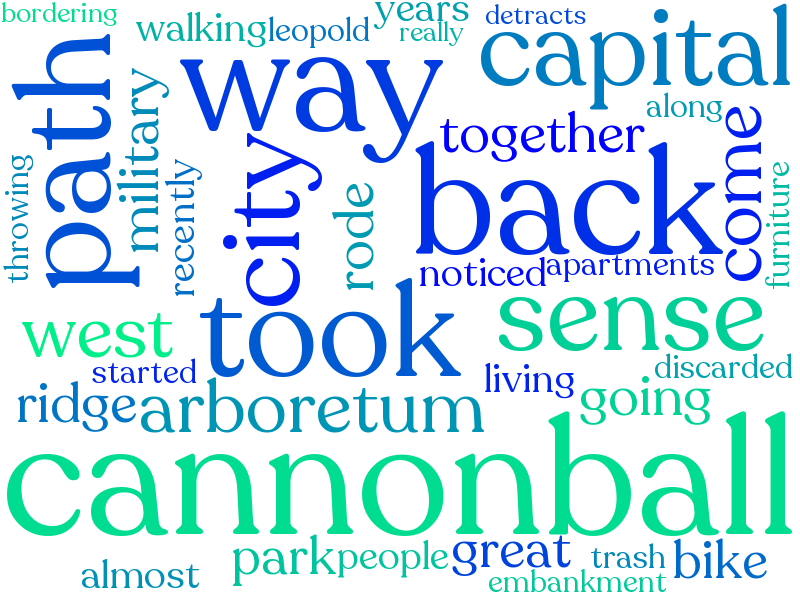 bordering
walking
leopold
years
really
detracts
capital
way
path
military
along
together
come
city
back
throwing
recently
rode
furniture
noticed
apartments
took
sense
west
started
living
discarded
ridge
arboretum
going
cannonball
park
people
great
trash
bike
almost
embankment